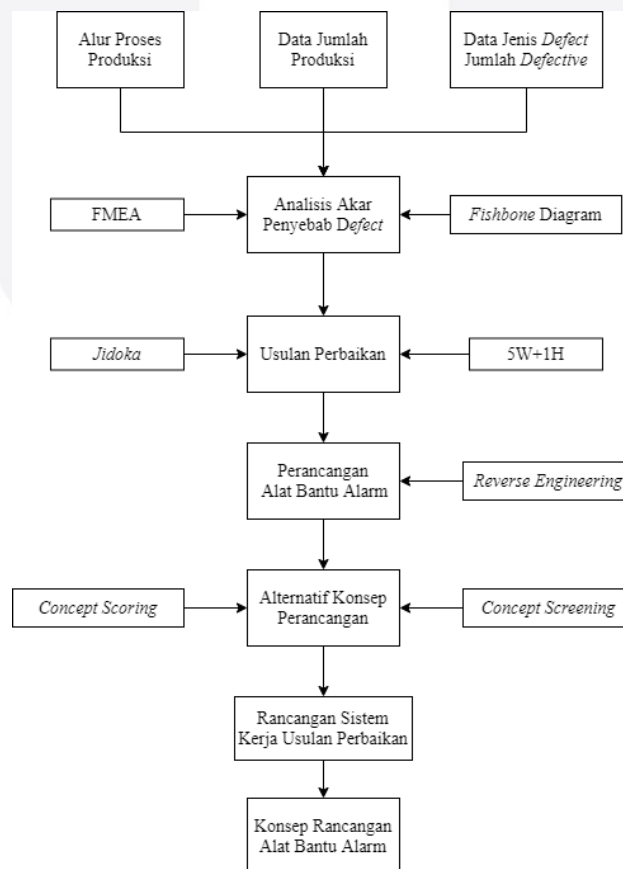 Alur Proses
Produksi
Data Jumlah
Produksi
Data Jenis Defect
Jumlah Defective
FMEA
Analisis Akar
Penyebab Defect
Fishbone Diagram
Jidoka
Usulan Perbaikan
5W+1H
Perancangan
Alat Bantu Alarm
Reverse Engineering
Concept Scoring
Alternatif Konsep
Perancangan
Concept Screening
Rancangan Sistem
Kerja Usulan Perbaikan
Konsep Rancangan
Alat Bantu Alarm